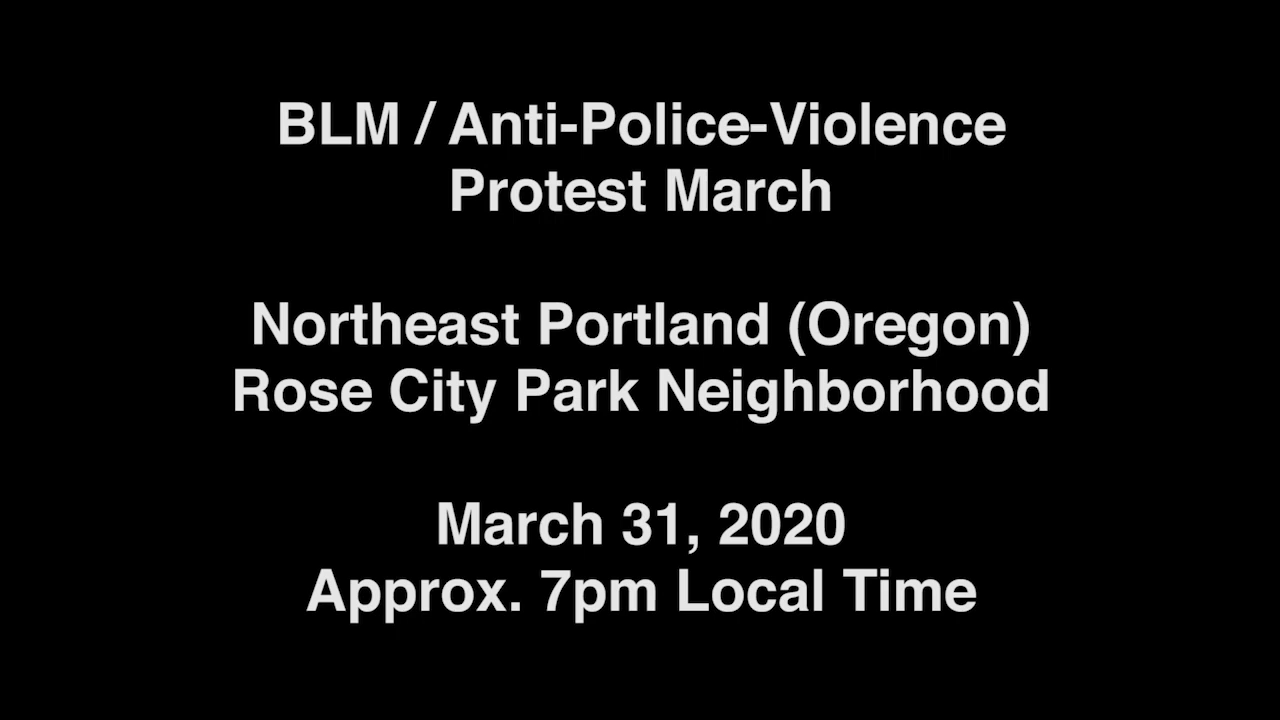 BLM / Anti-Police-Violence
Protest March
Northeast Portland (Oregon)
Rose City Park Neighborhood
March 31, 2020
Approx. 7pm Local Time